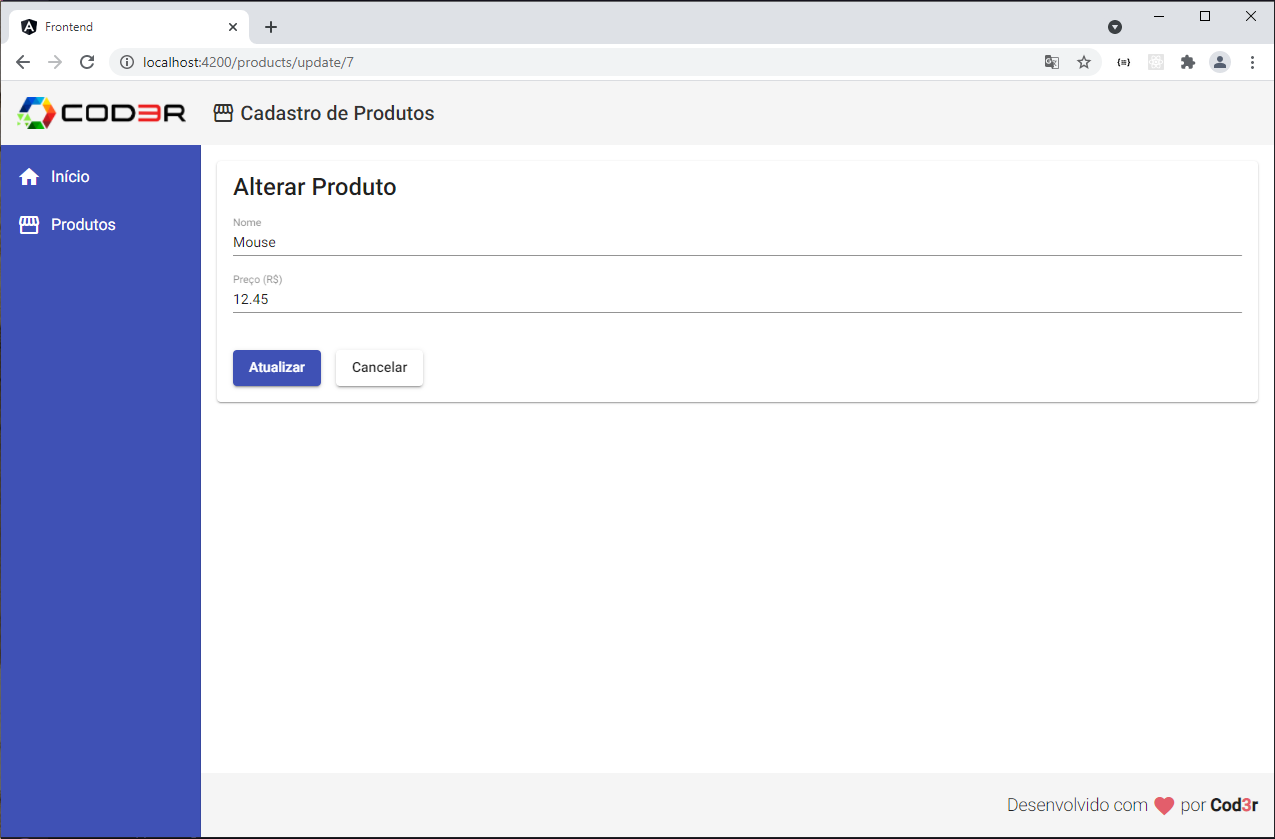 Frontend
localhost:4200/products/update/7
COD3R Cadastro de Produtos
Início
Produtos
Alterar Produto
Nome
Mouse
Preço (R$)
12.45
Atualizar Cancelar
Desenvolvido com por Cod3r